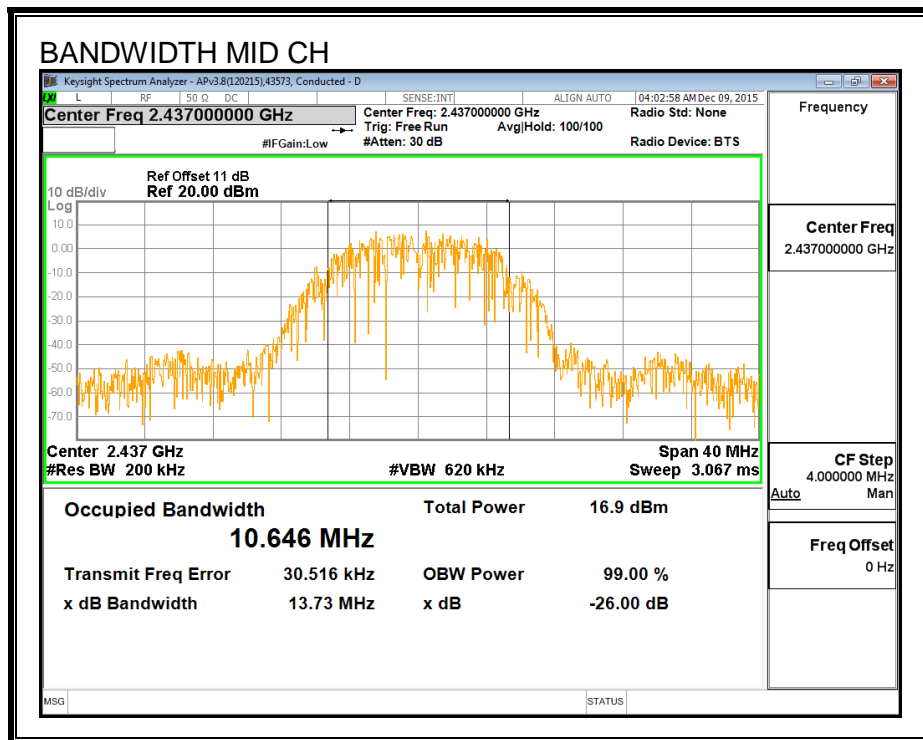 BANDWIDTH MID CH
Keysight Spectrum Analyzer - APv3.8(120215),43573, Conducted - D
LXI L RF 50 Ω DC SENSE:INT ALIGN AUTO 04:02:58 AM Dec 09, 2015
Center Freq 2.437000000 GHz
Center Freq: 2.437000000 GHz
Radio Std: None
Trig: Free Run Avg|Hold: 100/100
#IFGain:Low #Atten: 30 dB Radio Device: BTS
Ref Offset 11 dB
10 dB/div Ref 20.00 dBm
Log
10.0
0.00
-10.0
-20.0
-30.0
-40.0
-50.0
-60.0
-70.0
Center 2.437 GHz Span 40 MHz
#Res BW 200 kHz #VBW 620 kHz Sweep 3.067 ms
Occupied Bandwidth Total Power 16.9 dBm
10.646 MHz
Transmit Freq Error 30.516 kHz OBW Power 99.00 %
x dB Bandwidth 13.73 MHz x dB -26.00 dB
MSG STATUS
Frequency
Center Freq
2.437000000 GHz
CF Step
4.000000 MHz
Auto Man
Freq Offset
0 Hz